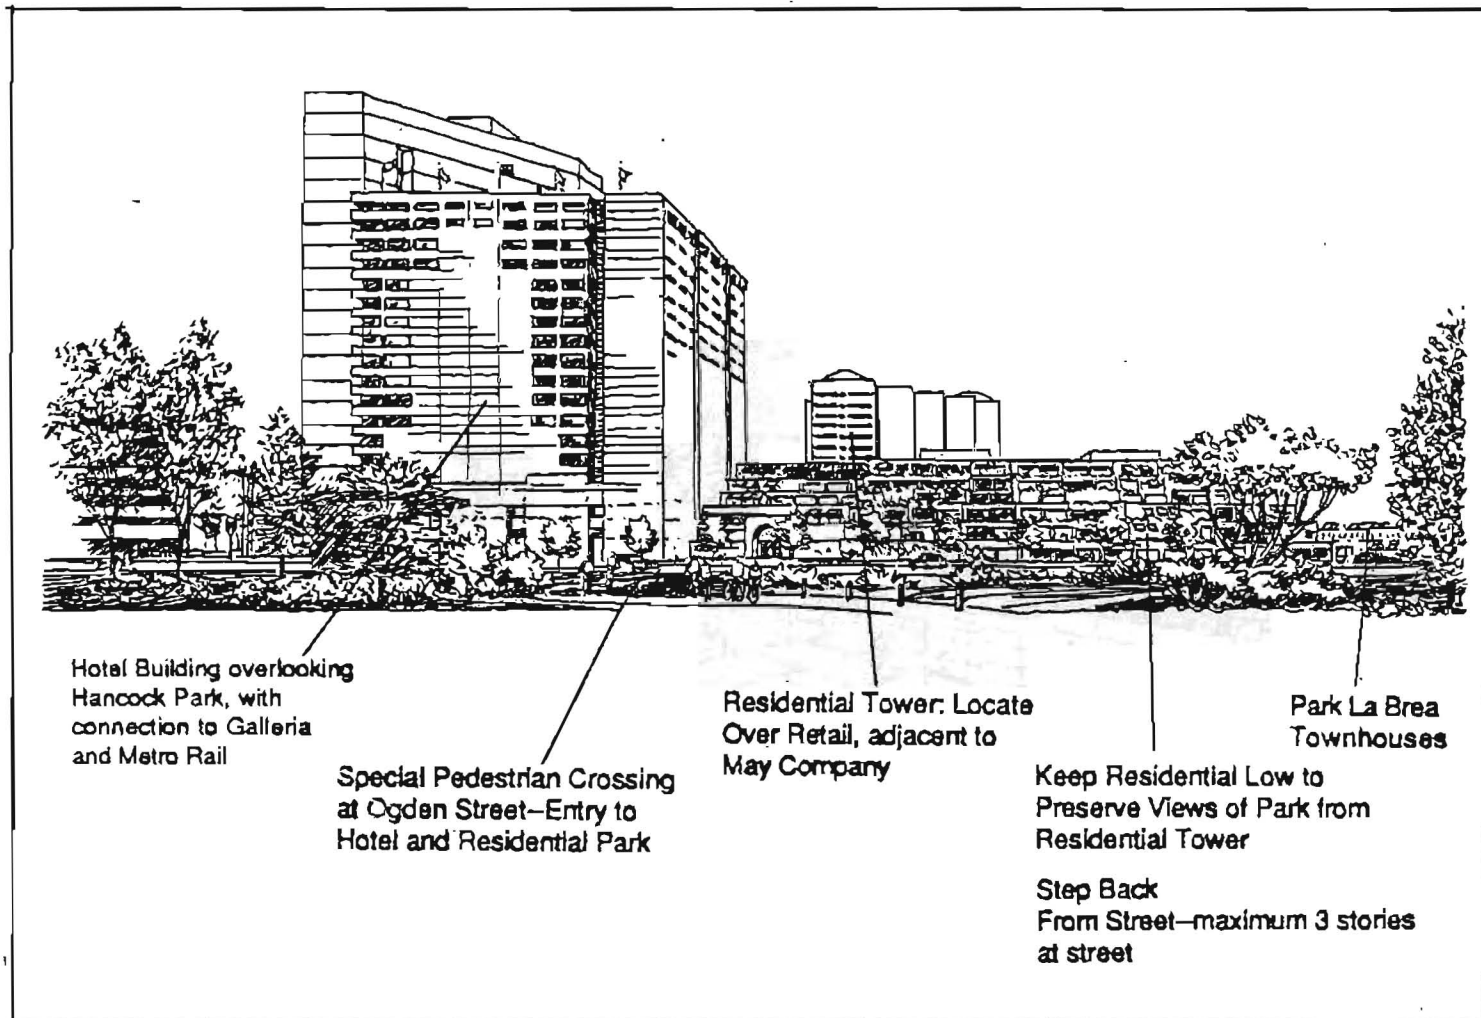 Hotel Building overlooking
Hancock Park, with
connection to Galleria
and Metro Rail
Special Pedestrian Crossing
at Ogden Street–Entry to
Hotel and Residential Park
Residential Tower: Locate
Over Retail, adjacent to
May Company
Keep Residential Low to
Preserve Views of Park from
Residential Tower
Step Back
From Street–maximum 3 stories
at street
Park La Brea
Townhouses